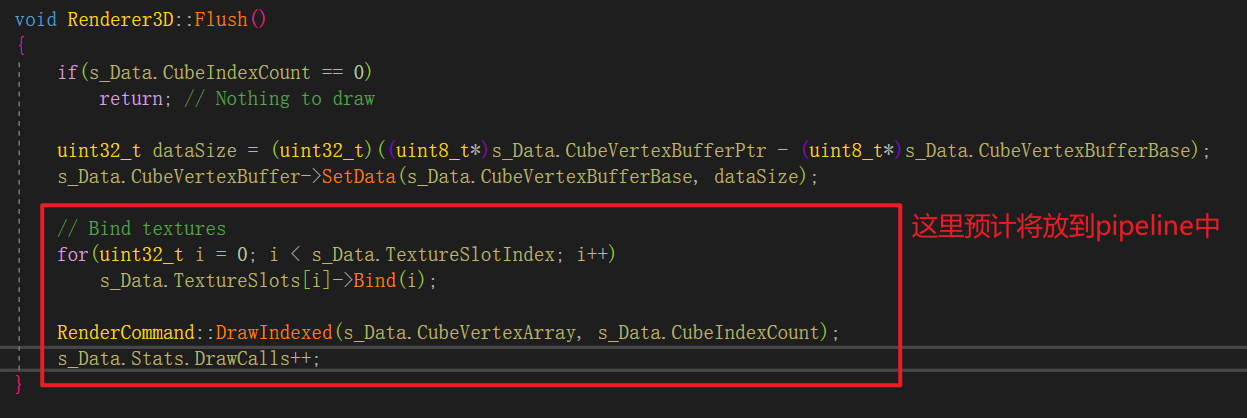 void Renderer3D::Flush()
{
    if(s_Data.CubeIndexCount == 0)
        return; // Nothing to draw
    uint32_t dataSize = (uint32_t)((uint8_t*)s_Data.CubeVertexBufferPtr - (uint8_t*)s_Data.CubeVertexBufferBase);
    s_Data.CubeVertexBuffer->SetData(s_Data.CubeVertexBufferBase, dataSize);
    // Bind textures
    for(uint32_t i = 0; i < s_Data.TextureSlotIndex; i++)
        s_Data.TextureSlots[i]->Bind(i);
    RenderCommand::DrawIndexed(s_Data.CubeVertexArray, s_Data.CubeIndexCount);
    s_Data.Stats.DrawCalls++;
}
这里预计将放到pipeline中